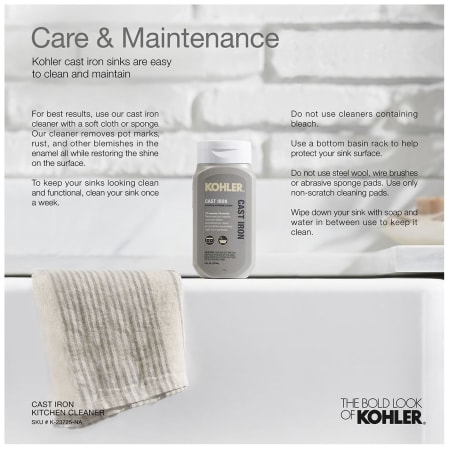 Care & Maintenance
Kohler cast iron sinks are easy
to clean and maintain
For best results, use our cast iron
cleaner with a soft cloth or sponge.
Our cleaner removes pot marks,
rust, and other blemishes in the
enamel all while restoring the shine
on the surface.
To keep your sinks looking clean
and functional, clean your sink once
a week.
Do not use cleaners containing
bleach.
Use a bottom basin rack to help
protect your sink surface.
Do not use steel wool, wire brushes
or abrasive sponge pads. Use only
non-scratch cleaning pads.
Wipe down your sink with soap and
water in between use to keep it
clean.
KOHLER
CAST IRON
CAST IRON
CAST IRON
KITCHEN CLEANER
SKU # K-23725-NA
THE BOLD LOOK
OF KOHLER